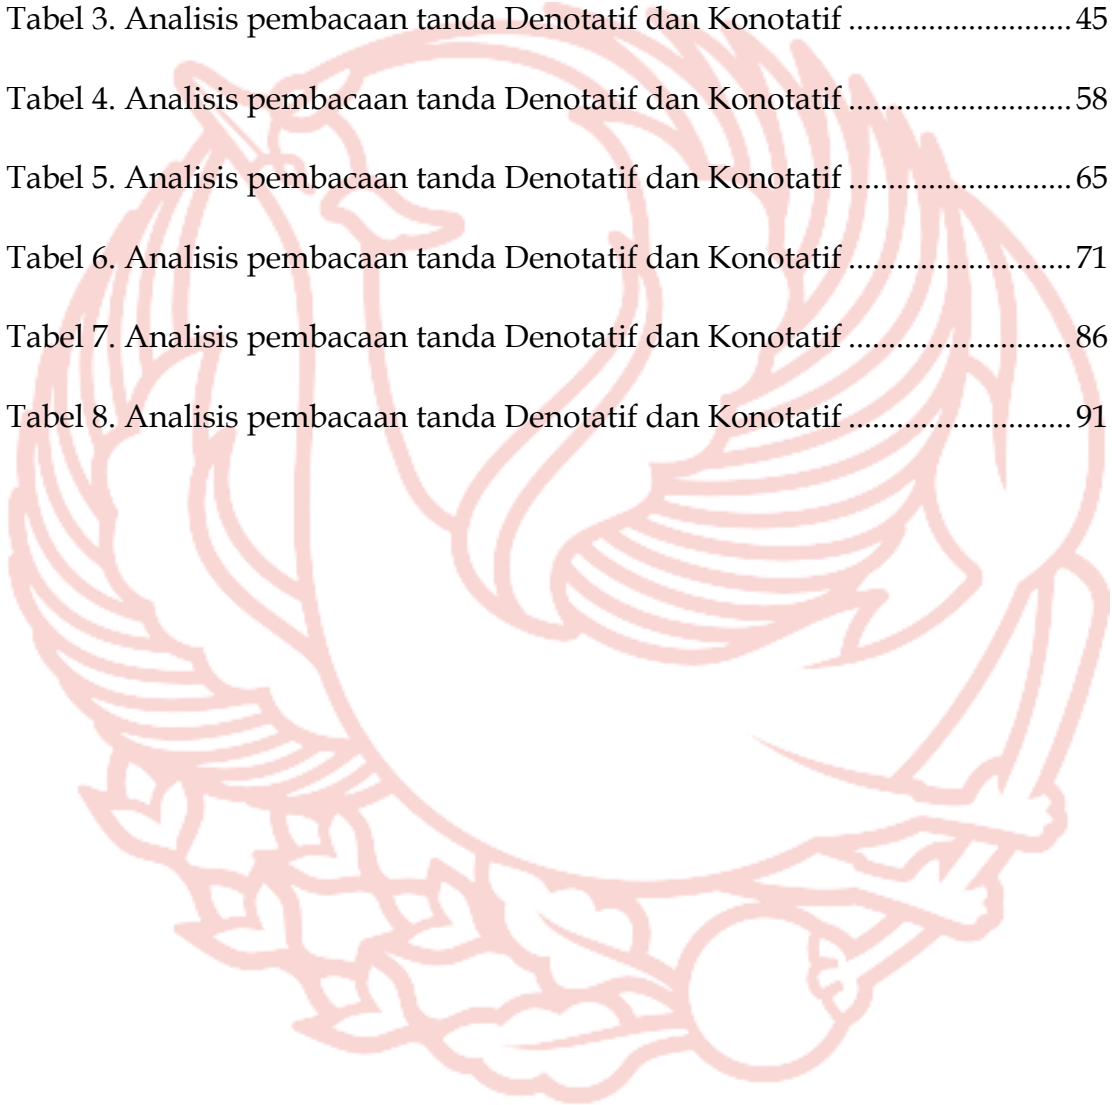 Tabel 3. Analisis pembacaan tanda Denotatif dan Konotatif ............................ 45
Tabel 4. Analisis pembacaan tanda Denotatif dan Konotatif ............................ 58
Tabel 5. Analisis pembacaan tanda Denotatif dan Konotatif ............................ 65
Tabel 6. Analisis pembacaan tanda Denotatif dan Konotatif ............................ 71
Tabel 7. Analisis pembacaan tanda Denotatif dan Konotatif ............................ 86
Tabel 8. Analisis pembacaan tanda Denotatif dan Konotatif ............................ 91